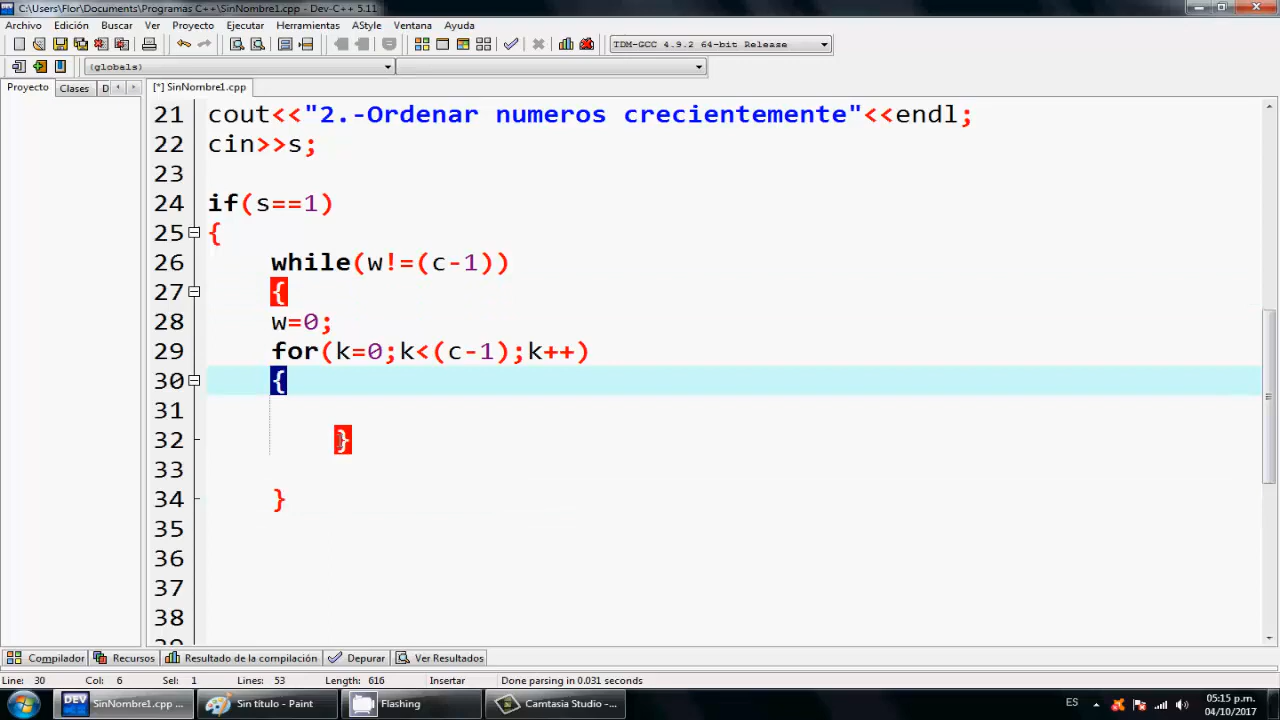 C:\Users\Flor\Documents\Programas C++\SinNombre1.cpp - Dev-C++ 5.11
Archivo Edición Buscar Ver Proyecto Ejecutar Herramientas AStyle Ventana Ayuda
TDM-GCC 4.9.2 64-bit Release
(globals)
Proyecto Clases D [*] SinNombre1.cpp
21 cout<<"2.-Ordenar numeros crecientemente"<<endl;
22 cin>>s;
23
24 if(s==1)
25 {
26 while(w!=(c-1))
27 {
28 w=0;
29 for(k=0;k<(c-1);k++)
30 {
31
32 }
33
34 }
35
36
37
38
Compilador Recursos Resultado de la compilación Depurar Ver Resultados
Line: 30 Col: 6 Sel: 1 Lines: 53 Length: 616 Insertar Done parsing in 0.031 seconds
DEV SinNombre1.cpp ... Sin título - Paint Flashing Camtasia Studio -... ES 05:15 p.m.
04/10/2017